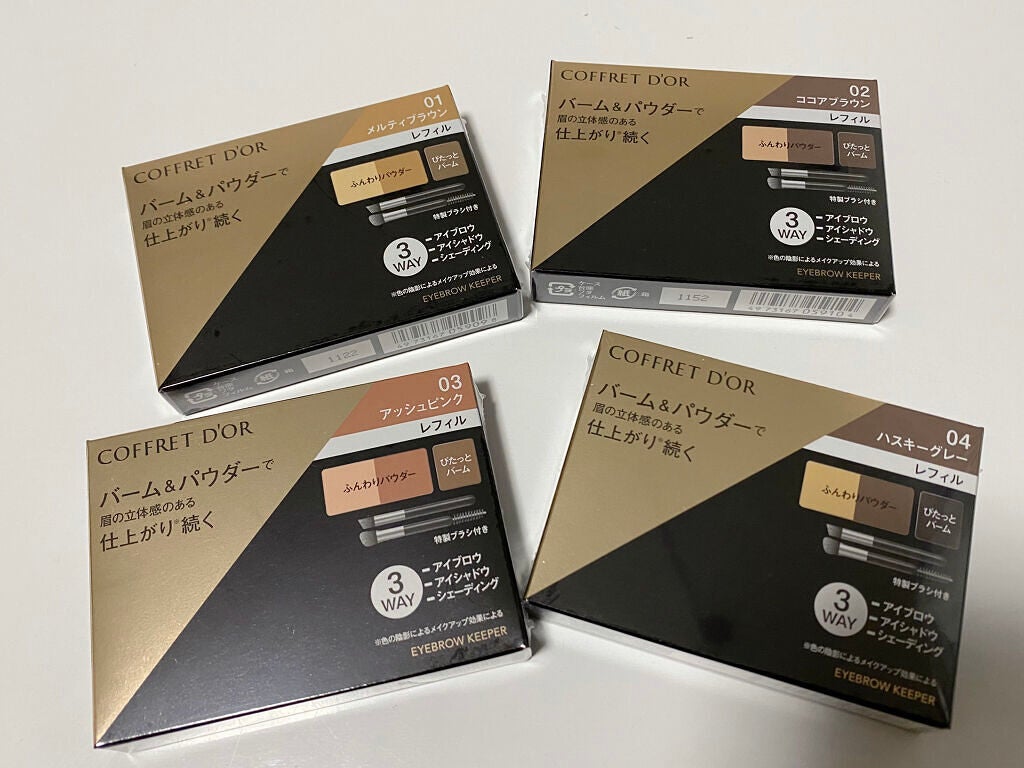 COFFRET D'OR
01
メルティブラウン
レフィル
バーム&パウダーで
眉の立体感のある
仕上がり※続く
ふんわりパウダー
ぴたっと
バーム
特製ブラシ付き
3
WAY
アイブロウ
アイシャドウ
シェーディング
※色の陰影によるメイクアップ効果による
EYEBROW KEEPER
1122
COFFRET D'OR
02
ココアブラウン
レフィル
バーム&パウダーで
眉の立体感のある
仕上がり※続く
ふんわりパウダー
ぴたっと
バーム
特製ブラシ付き
3
WAY
アイブロウ
アイシャドウ
シェーディング
※色の陰影によるメイクアップ効果による
EYEBROW KEEPER
ケース
台座
フィルム
紙
箱
1152
4973167059104
COFFRET D'OR
03
アッシュピンク
レフィル
バーム&パウダーで
眉の立体感のある
仕上がり※続く
ふんわりパウダー
ぴたっと
バーム
特製ブラシ付き
3
WAY
アイブロウ
アイシャドウ
シェーディング
※色の陰影によるメイクアップ効果による
EYEBROW KEEPER
COFFRET D'OR
04
ハスキーグレー
レフィル
バーム&パウダーで
眉の立体感のある
仕上がり※続く
ふんわりパウダー
ぴたっと
バーム
特製ブラシ付き
3
WAY
アイブロウ
アイシャドウ
シェーディング
※色の陰影によるメイクアップ効果による
EYEBROW KEEPER